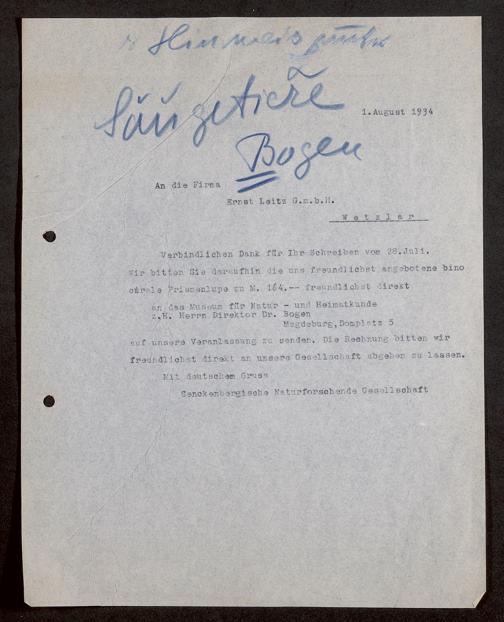 Hinweis
Säugetiere
1.August 1934
Bogen
An die Firma
Ernst Leitz G.m.b.H.
Wetzlar
Verbindlichen Dank für Ihr Schreiben vom 28.Juli.
Wir bitten Sie daraufhin die uns freundlichst angebotene bino
culare Prismenlupe zu M. 164.-- freundlichst direkt
an das Museum für Natur - und Heimatkunde
z.H. Herrn Direktor Dr. Bogen
Magdeburg,Domplatz 5
auf unsere Veranlassung zu senden. Die Rechnung bitten wir
freundlichst direkt an unsere Gesellschaft abgehen zu lassen.
Mit deutschem Gruss
Senckenbergische Naturforschende Gesellschaft